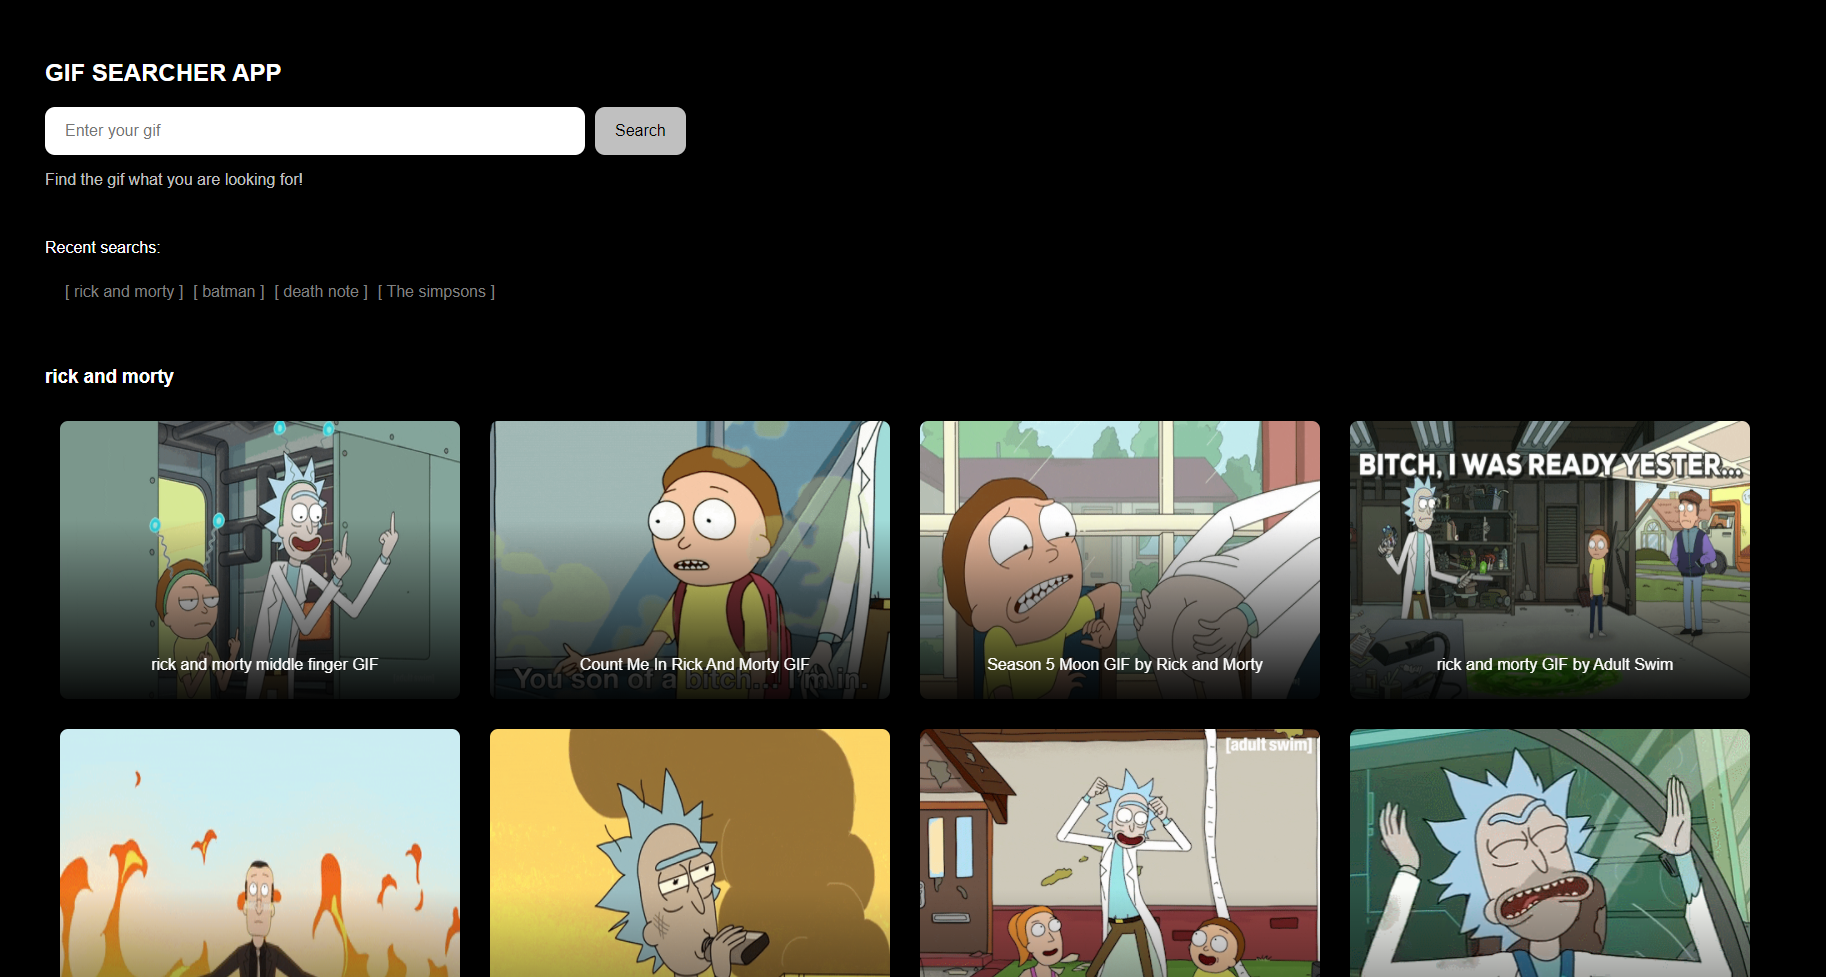 GIF SEARCHER APP
Enter your gif
Search
Find the gif what you are looking for!
Recent searchs:
[ rick and morty ] [ batman ] [ death note ] [ The simpsons ]
rick and morty
BITCH, I WAS READY YESTER...
rick and morty middle finger GIF
Count Me In Rick And Morty GIF
You son of a bitch... I'm in.
Season 5 Moon GIF by Rick and Morty
rick and morty GIF by Adult Swim
[adult swim]